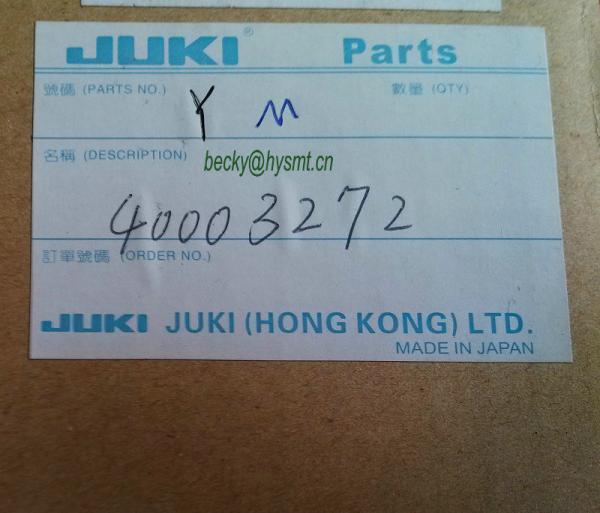 JUKI® Parts
號碼 (PARTS NO.) 數量 (QTY)
Y M
名稱 (DESCRIPTION)
becky@hysmt.cn
40003272
訂單號碼 (ORDER NO.)
JUKI JUKI (HONG KONG) LTD.
MADE IN JAPAN